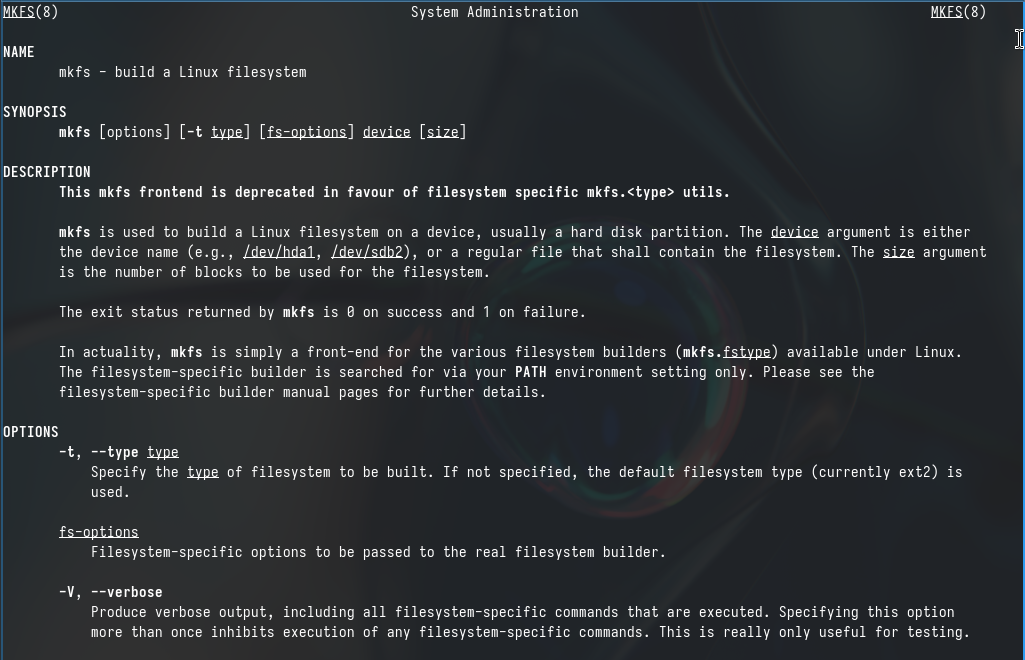 MKFS(8) System Administration MKFS(8)
NAME
mkfs - build a Linux filesystem
SYNOPSIS
mkfs [options] [-t type] [fs-options] device [size]
DESCRIPTION
This mkfs frontend is deprecated in favour of filesystem specific mkfs.<type> utils.
mkfs is used to build a Linux filesystem on a device, usually a hard disk partition. The device argument is either
the device name (e.g., /dev/hda1, /dev/sdb2), or a regular file that shall contain the filesystem. The size argument
is the number of blocks to be used for the filesystem.
The exit status returned by mkfs is 0 on success and 1 on failure.
In actuality, mkfs is simply a front-end for the various filesystem builders (mkfs.fstype) available under Linux.
The filesystem-specific builder is searched for via your PATH environment setting only. Please see the
filesystem-specific builder manual pages for further details.
OPTIONS
-t, --type type
Specify the type of filesystem to be built. If not specified, the default filesystem type (currently ext2) is
used.
fs-options
Filesystem-specific options to be passed to the real filesystem builder.
-V, --verbose
Produce verbose output, including all filesystem-specific commands that are executed. Specifying this option
more than once inhibits execution of any filesystem-specific commands. This is really only useful for testing.